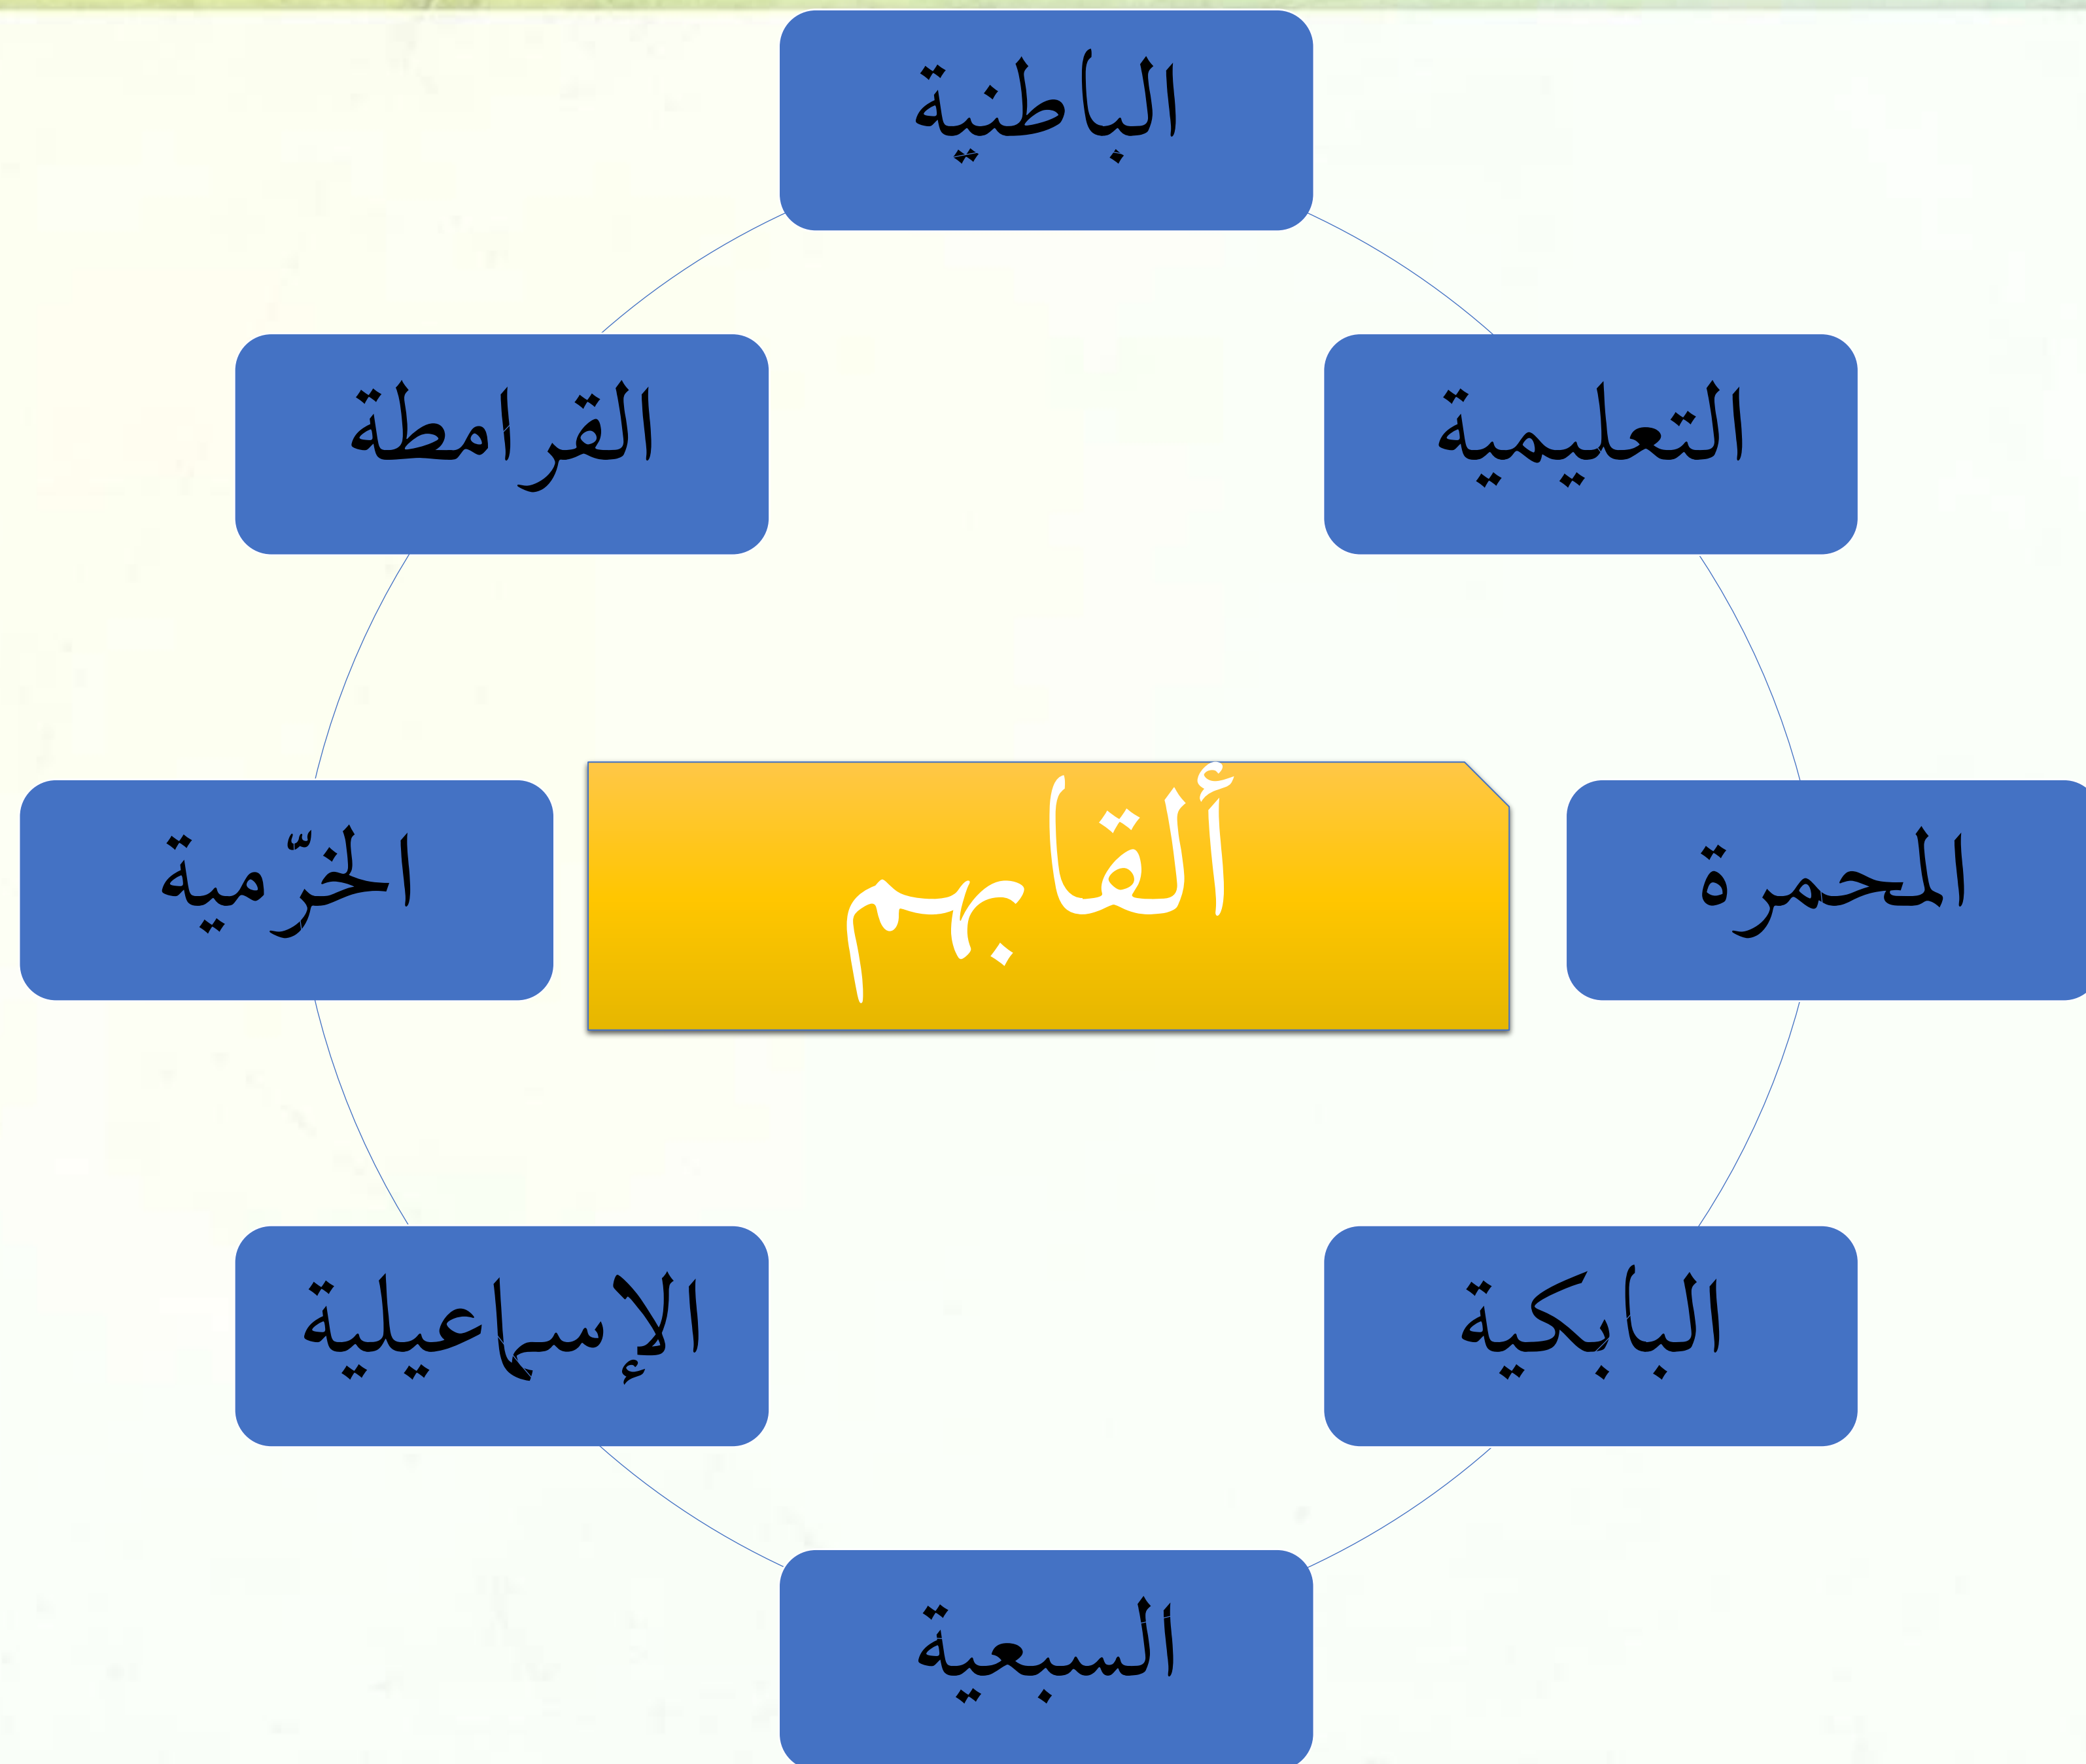 الباطنية
التعليمية
القرامطة
ألقابهم
المحمرة
الخرّمية
البابكية
الإسماعيلية
السبعية